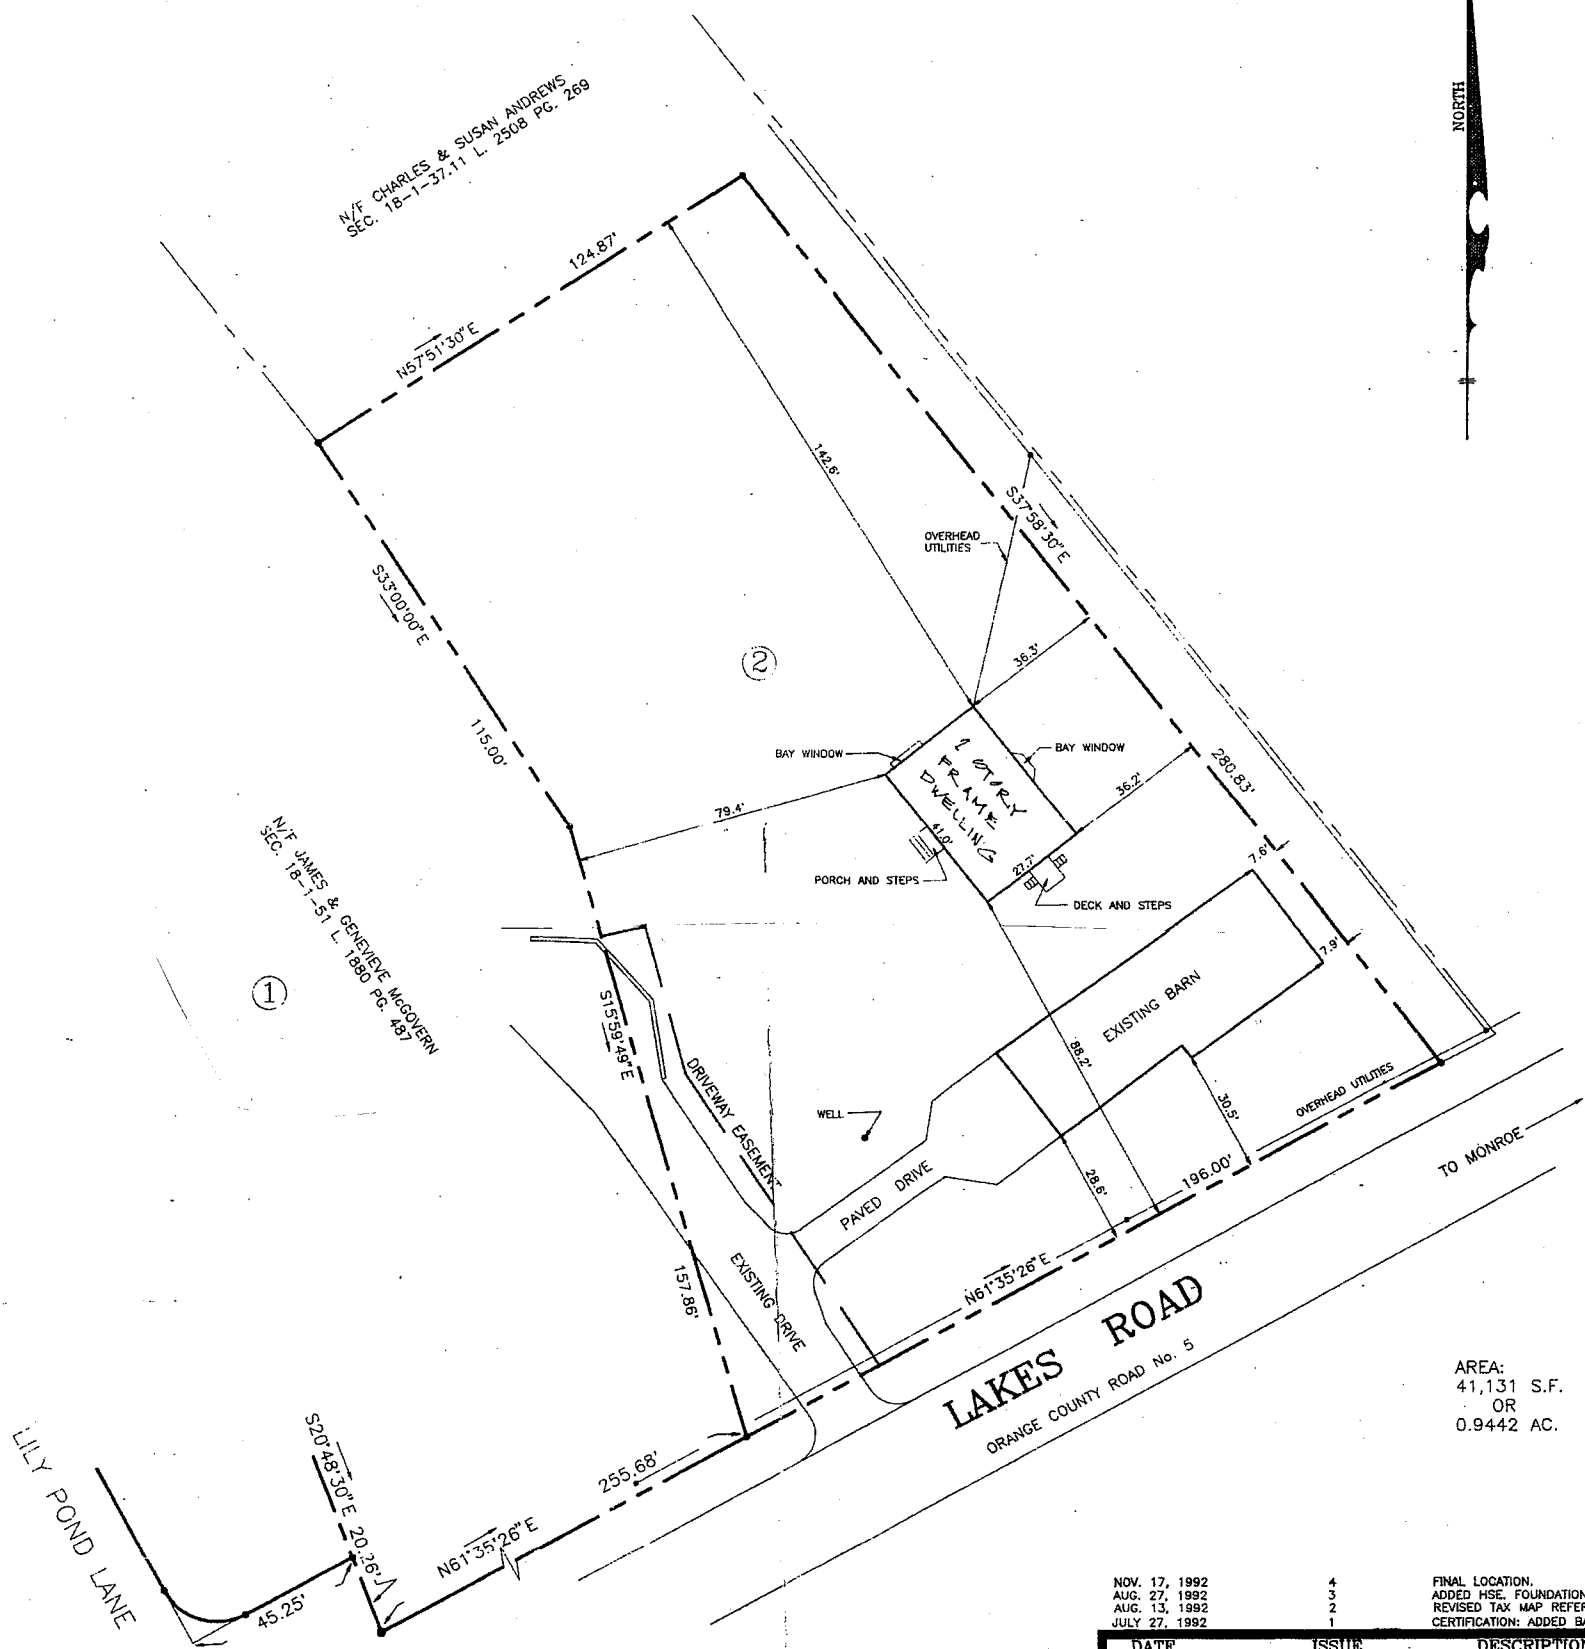 NORTH
N/F CHARLES & SUSAN ANDREWS
SEC. 18-1-37.11 L. 2508 PG. 269
124.87'
N57°51'30"E
142.6'
S37°58'30"E
OVERHEAD
UTILITIES
S33°00'00"E
115.00'
②
36.3'
BAY WINDOW
BAY WINDOW
2 STORY
FRAME
DWELLING
280.83'
36.2'
79.4'
41.0'
27.7'
7.6'
PORCH AND STEPS
DECK AND STEPS
N/F JAMES & GENEVIEVE McGOVERN
SEC. 18-1-51 L. 1880 PG. 487
①
7.9'
EXISTING BARN
S15°59'49"E
88.2'
DRIVEWAY EASEMENT
WELL
30.5'
OVERHEAD UTILITIES
PAVED DRIVE
28.6'
196.00'
TO MONROE
EXISTING DRIVE
157.86'
N61°35'26"E
LAKES ROAD
ORANGE COUNTY ROAD No. 5
AREA:
41,131 S.F.
OR
0.9442 AC.
LILY POND LANE
S20°48'30"E 20.26'
255.68'
N61°35'26"E
45.25'
NOV. 17, 1992 4 FINAL LOCATION.
AUG. 27, 1992 3 ADDED HSE. FOUNDATION
AUG. 13, 1992 2 REVISED TAX MAP REFER
JULY 27, 1992 1 CERTIFICATION: ADDED BA
DATE ISSUE DESCRIPTION